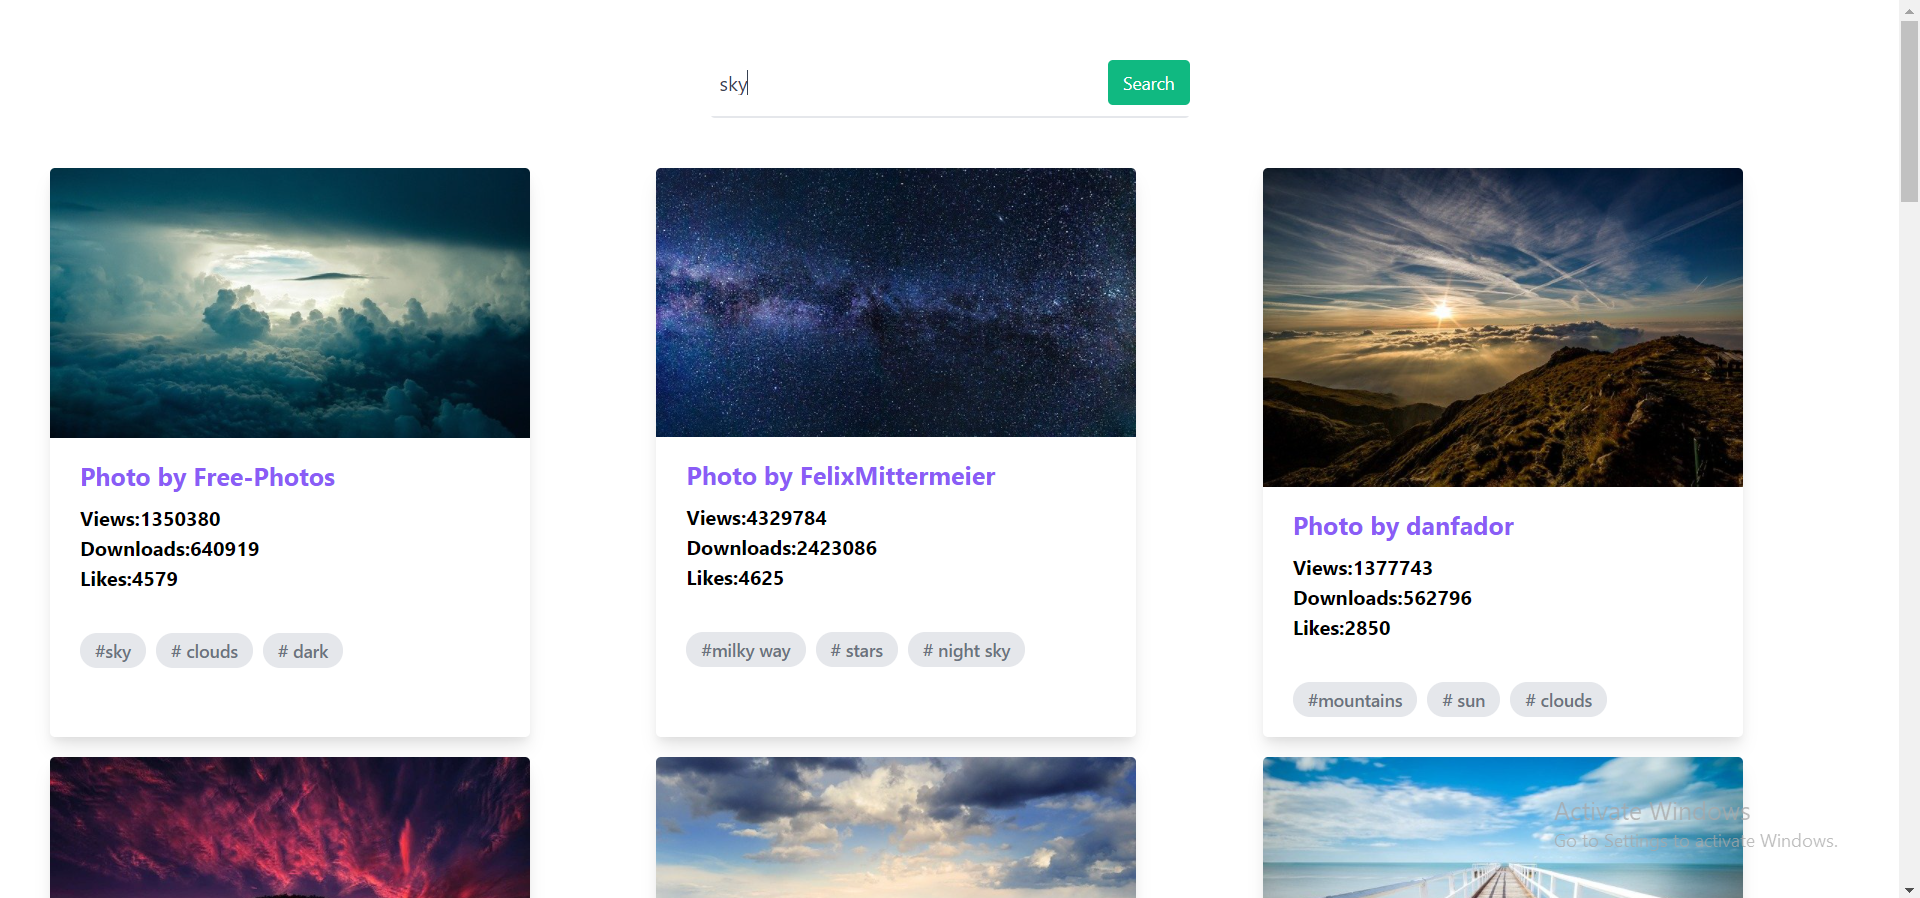 sky
Search
Photo by Free-Photos
Views:1350380
Downloads:640919
Likes:4579
#sky # clouds # dark
Photo by FelixMittermeier
Views:4329784
Downloads:2423086
Likes:4625
#milky way # stars # night sky
Photo by danfador
Views:1377743
Downloads:562796
Likes:2850
#mountains # sun # clouds
Activate Windows
Go to Settings to activate Windows.